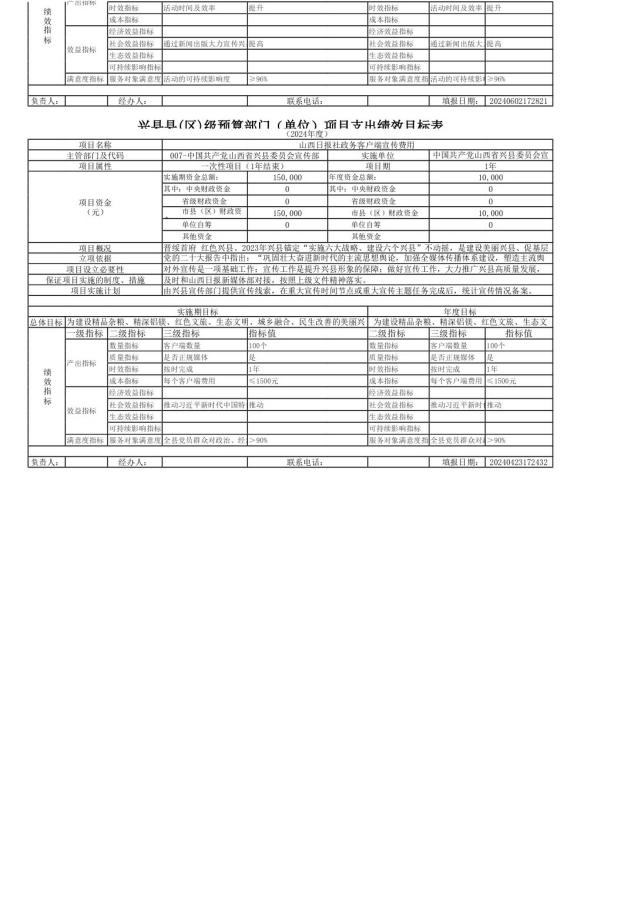 产出指标 时效指标 活动时间及效率 提升 时效指标 活动时间及效率 提升
成本指标 成本指标
绩效指标
经济效益指标 经济效益指标
效益指标 社会效益指标 通过新闻出版大力宣传兴 提高 社会效益指标 通过新闻出版大 提高
生态效益指标 生态效益指标
可持续影响指标 可持续影响指标
满意度指标 服务对象满意度 活动的可持续影响度 ≥96% 服务对象满意度指 活动的可持续影 ≥96%
负责人: 经办人: 联系电话: 填报日期: 20240602172821
兴县县(区)级预算部门(单位)项目支出绩效目标表
(2024年度)
项目名称 山西日报社政务客户端宣传费用
主管部门及代码 007-中国共产党山西省兴县委员会宣传部 实施单位 中国共产党山西省兴县委员会宣
项目属性 一次性项目(1年结束) 项目期 1年
项目资金(元) 实施期资金总额: 150,000 年度资金总额: 10,000
其中:中央财政资金 0 其中:中央财政资金 0
省级财政资金 0 省级财政资金 0
市县(区)财政资 150,000 市县(区)财政资金 10,000
单位自筹 0 单位自筹 0
其他资金 其他资金
项目概况 晋绥首府 红色兴县。2023年兴县锚定“实施六大战略、建设六个兴县”不动摇,是建设美丽兴县、促基层
立项依据 党的二十大报告中指出:“巩固壮大奋进新时代的主流思想舆论,加强全媒体传播体系建设,塑造主流舆
项目设立必要性 对外宣传是一项基础工作;宣传工作是提升兴县形象的保障;做好宣传工作,大力推广兴县高质量发展,
保证项目实施的制度、措施 及时和山西日报新媒体部对接,按照上级文件精神落实。
项目实施计划 由兴县宣传部门提供宣传线索,在重大宣传时间节点或重大宣传主题任务完成后,统计宣传情况备案。
实施期目标 年度目标
总体目标 为建设精品杂粮、精深铝镁、红色文旅、生态文明、城乡融合、民生改善的美丽兴 为建设精品杂粮、精深铝镁、红色文旅、生态文
绩效指标
一级指标 二级指标 三级指标 指标值 二级指标 三级指标 指标值
产出指标 数量指标 客户端数量 100个 数量指标 客户端数量 100个
质量指标 是否正规媒体 是 质量指标 是否正规媒体 是
时效指标 按时完成 1年 时效指标 按时完成 1年
成本指标 每个客户端费用 ≤1500元 成本指标 每个客户端费用 ≤1500元
经济效益指标 经济效益指标
效益指标 社会效益指标 推动习近平新时代中国特 推动 社会效益指标 推动习近平新时 推动
生态效益指标 生态效益指标
可持续影响指标 可持续影响指标
满意度指标 服务对象满意度 全县党员群众对政治、经 ＞90% 服务对象满意度指 全县党员群众对 ＞90%
负责人: 经办人: 联系电话: 填报日期: 20240423172432